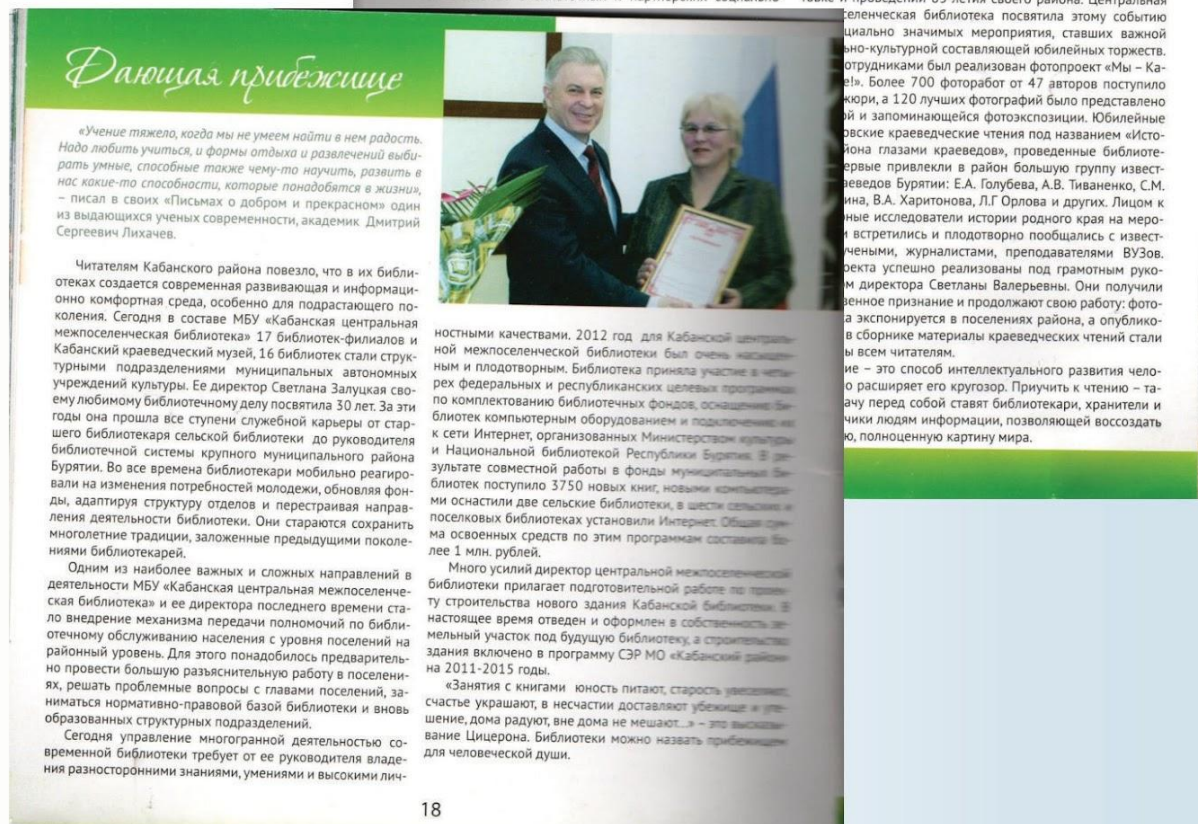 Дающая прибежище
«Учение тяжело, когда мы не умеем найти в нем радость.
Надо любить учиться, и формы отдыха и развлечений выби-
рать умные, способные также чему-то научить, развить в
нас какие-то способности, которые понадобятся в жизни»,
– писал в своих «Письмах о добром и прекрасном» один
из выдающихся ученых современности, академик Дмитрий
Сергеевич Лихачев.
Читателям Кабанского района повезло, что в их библи-
отеках создается современная развивающая и информаци-
онно комфортная среда, особенно для подрастающего по-
коления. Сегодня в составе МБУ «Кабанская центральная
межпоселенческая библиотека» 17 библиотек-филиалов и
Кабанский краеведческий музей, 16 библиотек стали струк-
турными подразделениями муниципальных автономных
учреждений культуры. Ее директор Светлана Залуцкая сво-
ему любимому библиотечному делу посвятила 30 лет. За эти
годы она прошла все ступени служебной карьеры от стар-
шего библиотекаря сельской библиотеки до руководителя
библиотечной системы крупного муниципального района
Бурятии. Во все времена библиотекари мобильно реагиро-
вали на изменения потребностей молодежи, обновляя фон-
ды, адаптируя структуру отделов и перестраивая направ-
ления деятельности библиотеки. Они стараются сохранить
многолетние традиции, заложенные предыдущими поколе-
ниями библиотекарей.
Одним из наиболее важных и сложных направлений в
деятельности МБУ «Кабанская центральная межпоселенче-
ская библиотека» и ее директора последнего времени ста-
ло внедрение механизма передачи полномочий по библи-
отечному обслуживанию населения с уровня поселений на
районный уровень. Для этого понадобилось предваритель-
но провести большую разъяснительную работу в поселени-
ях, решать проблемные вопросы с главами поселений, за-
ниматься нормативно-правовой базой библиотеки и вновь
образованных структурных подразделений.
Сегодня управление многогранной деятельностью со-
временной библиотеки требует от ее руководителя владе-
ния разносторонними знаниями, умениями и высокими лич-
ностными качествами. 2012 год для Кабанской централь-
ной межпоселенческой библиотеки был очень насыщен-
ным и плодотворным. Библиотека приняла участие в четы-
рех федеральных и республиканских целевых программах
по комплектованию библиотечных фондов, оснащению би-
блиотек компьютерным оборудованием и подключению их
к сети Интернет, организованных Министерством культуры
и Национальной библиотекой Республики Бурятия. В ре-
зультате совместной работы в фонды муниципальных би-
блиотек поступило 3750 новых книг, новыми компьютера-
ми оснастили две сельские библиотеки, в шести сельских и
поселковых библиотеках установили Интернет. Общая сум-
ма освоенных средств по этим программам составила бо-
лее 1 млн. рублей.
Много усилий директор центральной межпоселенческой
библиотеки прилагает подготовительной работе по проек-
ту строительства нового здания Кабанской библиотеки. В
настоящее время отведен и оформлен в собственность зе-
мельный участок под будущую библиотеку, а строительство
здания включено в программу СЭР МО «Кабанский район»
на 2011-2015 годы.
«Занятия с книгами юность питают, старость увеселяют,
счастье украшают, в несчастии доставляют убежище и уте-
шение, дома радуют, вне дома не мешают...» – это высказы-
вание Цицерона. Библиотеки можно назвать прибежищем
для человеческой души.
18
селенческая библиотека посвятила этому событию
циально значимых мероприятия, ставших важной
ьно-культурной составляющей юбилейных торжеств.
отрудниками был реализован фотопроект «Мы – Ка-
е!». Более 700 фоторабот от 47 авторов поступило
жюри, а 120 лучших фотографий было представлено
й и запоминающейся фотоэкспозиции. Юбилейные
овские краеведческие чтения под названием «Исто-
йона глазами краеведов», проведенные библиоте-
ервые привлекли в район большую группу извест-
аеведов Бурятии: Е.А. Голубева, А.В. Тиваненко, С.М.
ина, В.А. Харитонова, Л.Г Орлова и других. Лицом к
ные исследователи истории родного края на меро-
и встретились и плодотворно пообщались с извест-
учеными, журналистами, преподавателями ВУЗов.
оекта успешно реализованы под грамотным руко-
м директора Светланы Валерьевны. Они получили
венное признание и продолжают свою работу: фото-
а экспонируется в поселениях района, а опублико-
в сборнике материалы краеведческих чтений стали
ы всем читателям.
ие – это способ интеллектуального развития чело-
о расширяет его кругозор. Приучить к чтению – та-
ачу перед собой ставят библиотекари, хранители и
чики людям информации, позволяющей воссоздать
ю, полноценную картину мира.